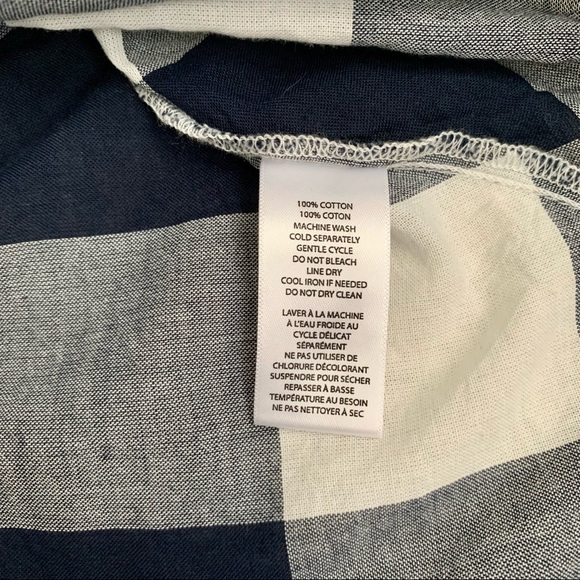 100% COTTON
100% COTON
MACHINE WASH
COLD SEPARATELY
GENTLE CYCLE
DO NOT BLEACH
LINE DRY
COOL IRON IF NEEDED
DO NOT DRY CLEAN
LAVER À LA MACHINE
À L'EAU FROIDE AU
CYCLE DÉLICAT
SÉPARÉMENT
NE PAS UTILISER DE
CHLORURE DÉCOLORANT
SUSPENDRE POUR SÉCHER
REPASSER À BASSE
TEMPÉRATURE AU BESOIN
NE PAS NETTOYER À SEC